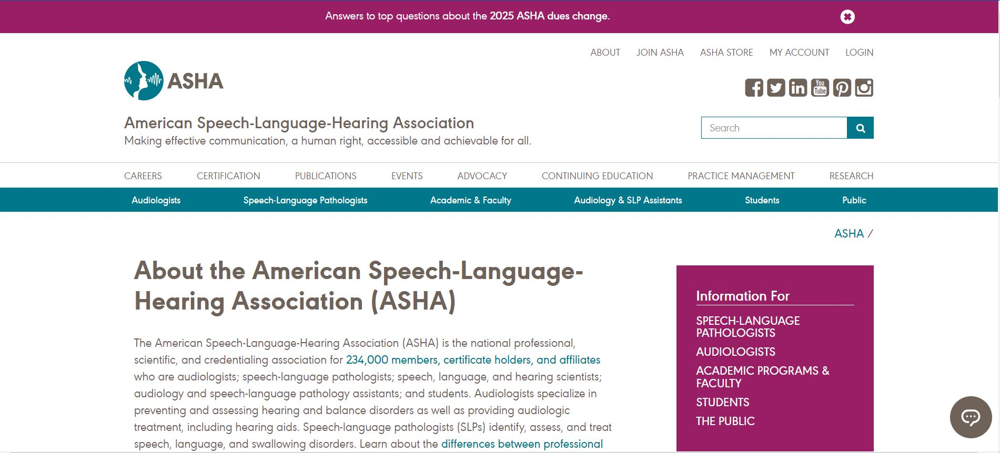 Answers to top questions about the 2025 ASHA dues change.
ABOUT JOIN ASHA ASHA STORE MY ACCOUNT LOGIN
ASHA
You Tube
American Speech-Language-Hearing Association
Making effective communication, a human right, accessible and achievable for all.
Search
CAREERS CERTIFICATION PUBLICATIONS EVENTS ADVOCACY CONTINUING EDUCATION PRACTICE MANAGEMENT RESEARCH
Audiologists Speech-Language Pathologists Academic & Faculty Audiology & SLP Assistants Students Public
ASHA /
About the American Speech-Language-
Hearing Association (ASHA)
The American Speech-Language-Hearing Association (ASHA) is the national professional,
scientific, and credentialing association for 234,000 members, certificate holders, and affiliates
who are audiologists; speech-language pathologists; speech, language, and hearing scientists;
audiology and speech-language pathology assistants; and students. Audiologists specialize in
preventing and assessing hearing and balance disorders as well as providing audiologic
treatment, including hearing aids. Speech-language pathologists (SLPs) identify, assess, and treat
speech, language, and swallowing disorders. Learn about the differences between professional
Information For
SPEECH-LANGUAGE
PATHOLOGISTS
AUDIOLOGISTS
ACADEMIC PROGRAMS &
FACULTY
STUDENTS
THE PUBLIC